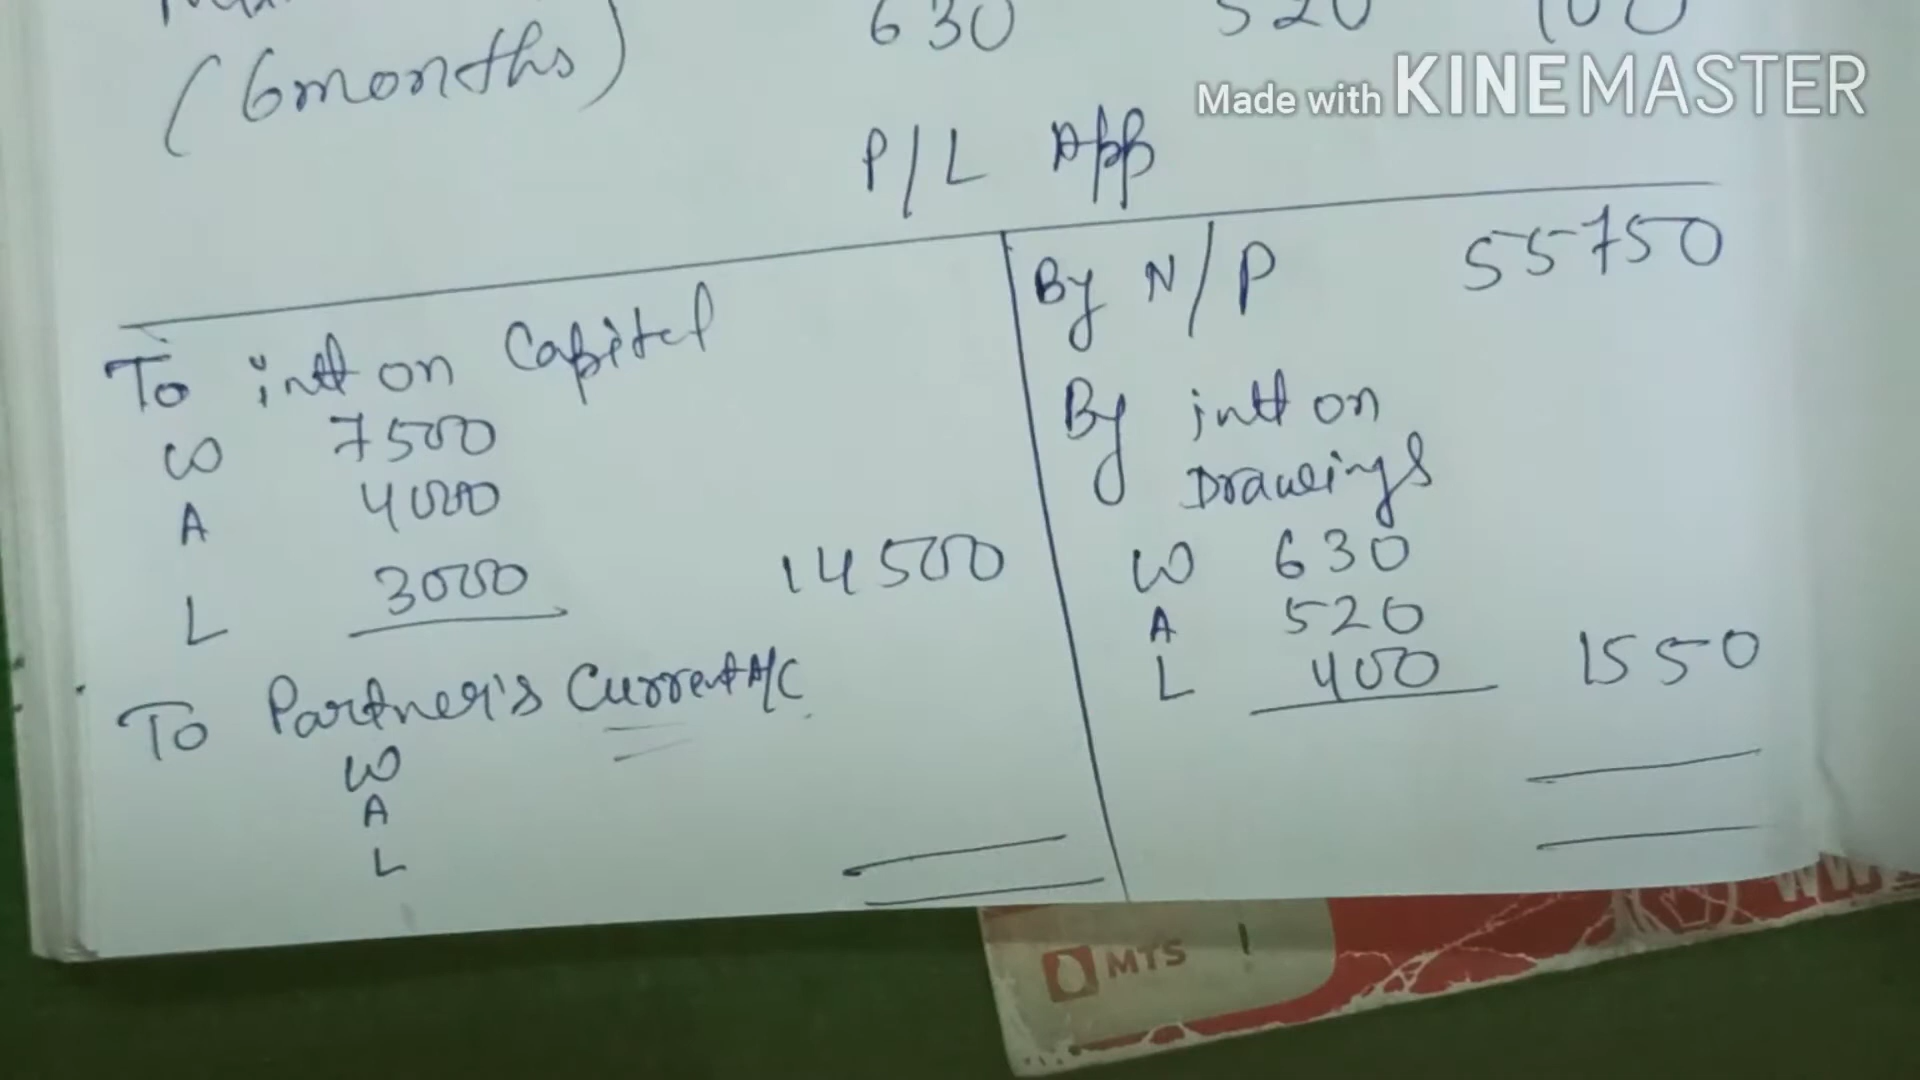 (6months) 630 520 400
Made with KINEMASTER
P/L App
To intt on Capital
W 7500
A 4000
L 3000 14500
To Partner's Current A/C
W
A
L
By N/P 55750
By intt on
Drawings
W 630
A 520
L 400 1550
MTS